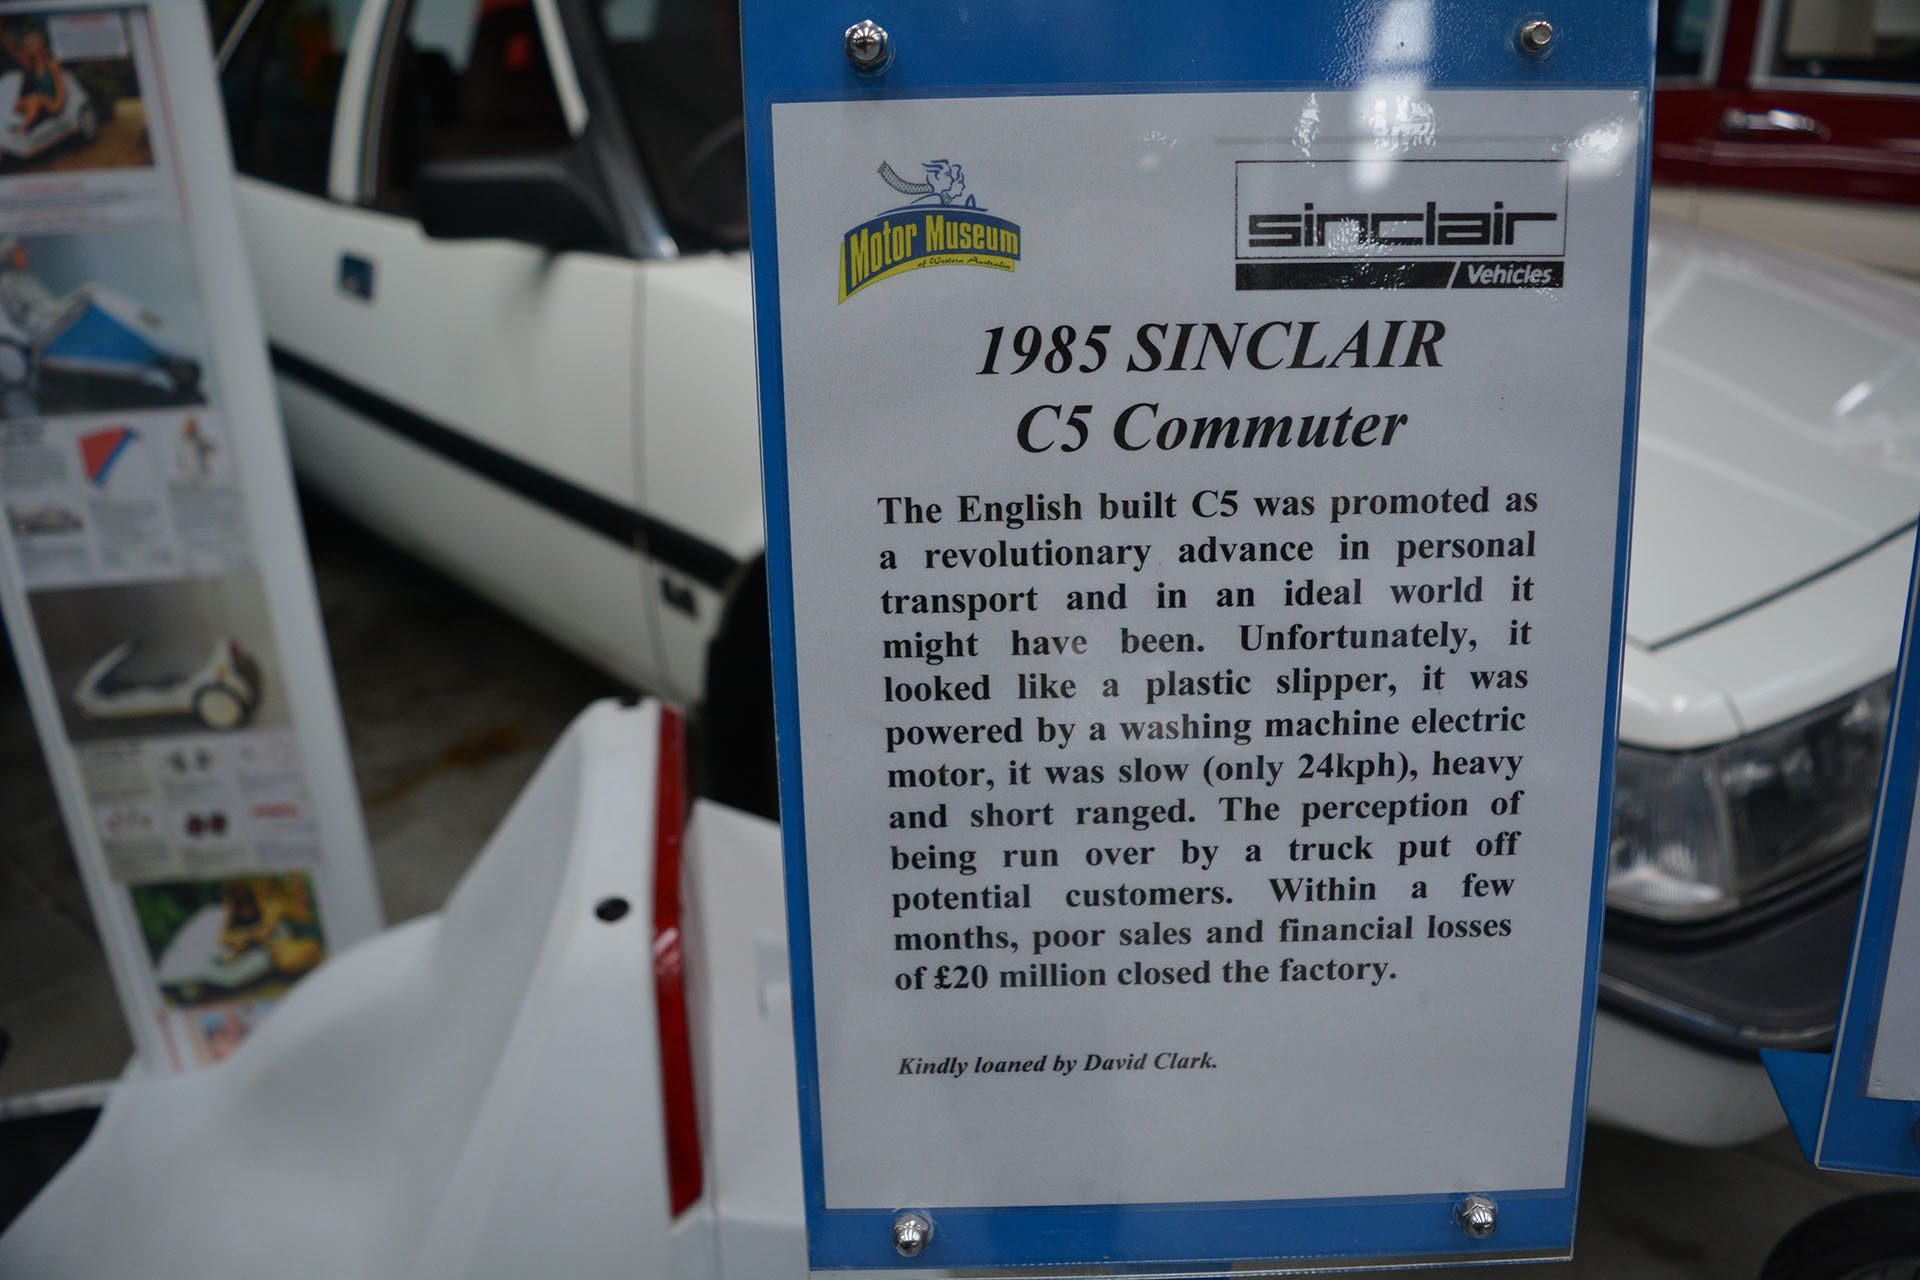 Motor Museum
of Western Australia
sinclair
Vehicles
1985 SINCLAIR
C5 Commuter
The English built C5 was promoted as
a revolutionary advance in personal
transport and in an ideal world it
might have been. Unfortunately, it
looked like a plastic slipper, it was
powered by a washing machine electric
motor, it was slow (only 24kph), heavy
and short ranged. The perception of
being run over by a truck put off
potential customers. Within a few
months, poor sales and financial losses
of £20 million closed the factory.
Kindly loaned by David Clark.